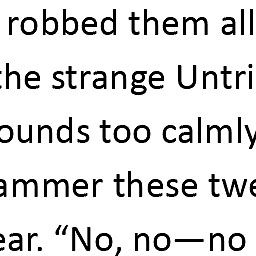 robbed them all
the strange Untri
ounds too calmly
ammer these twe
ear. “No, no—no